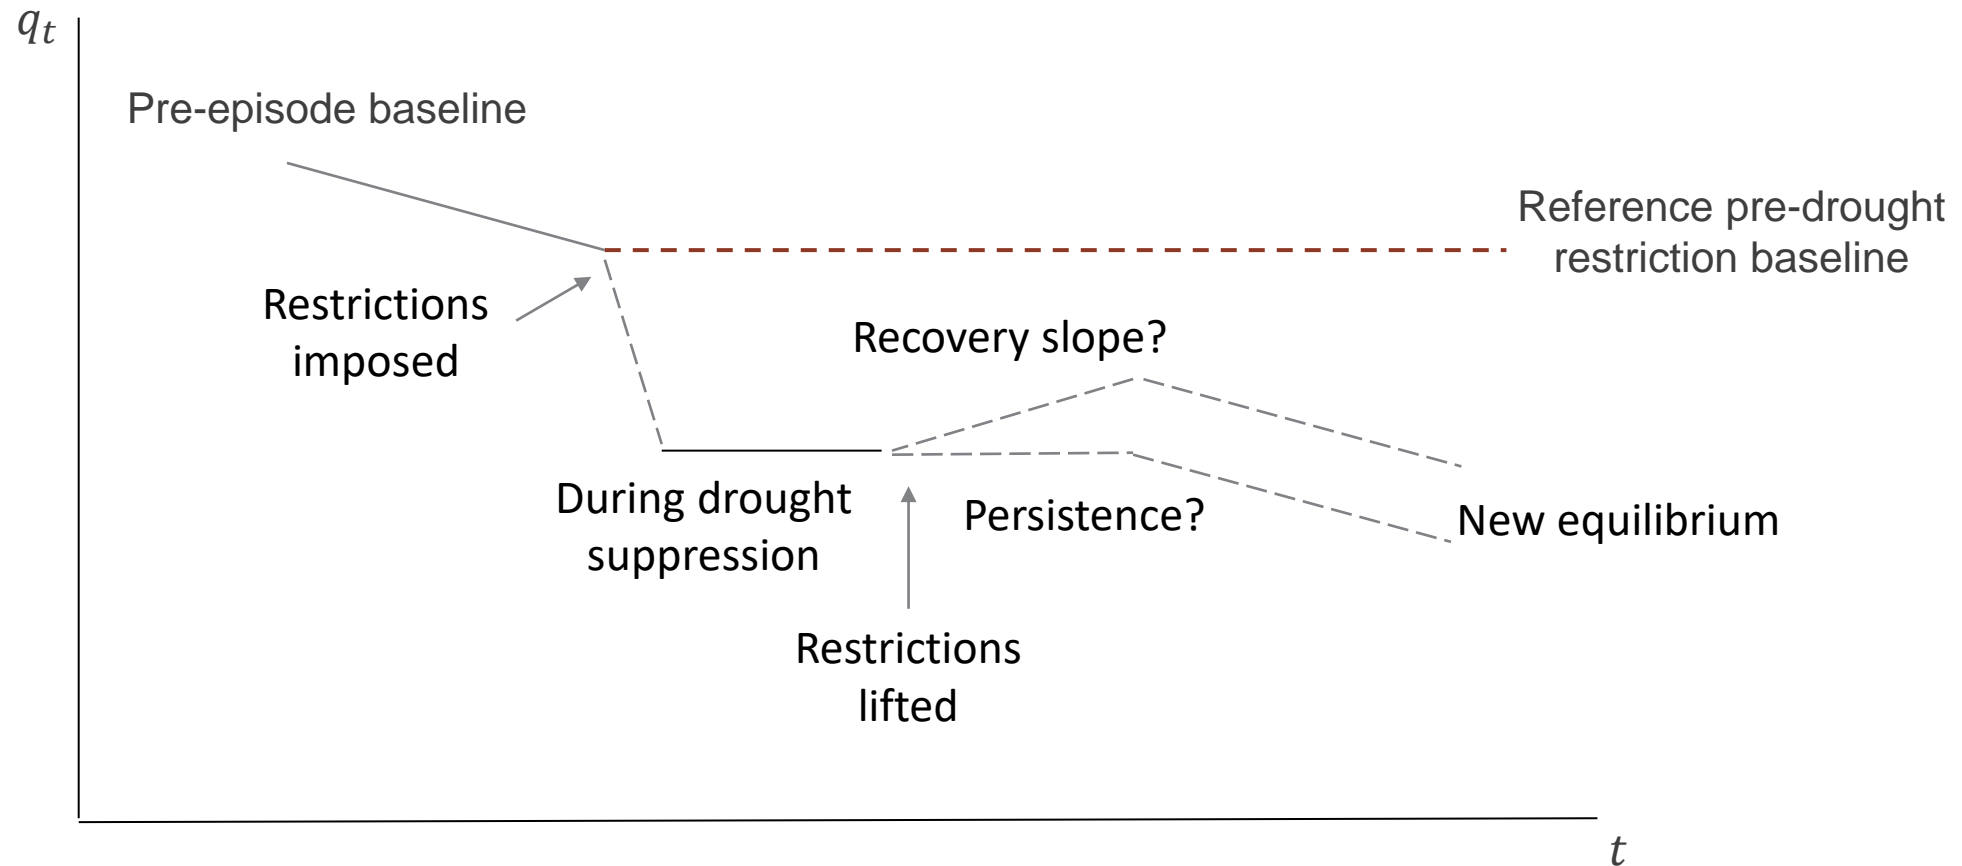 qt
Pre-episode baseline
Reference pre-drought
restriction baseline
Restrictions
imposed
Recovery slope?
During drought
suppression
Persistence?
New equilibrium
Restrictions
lifted
t